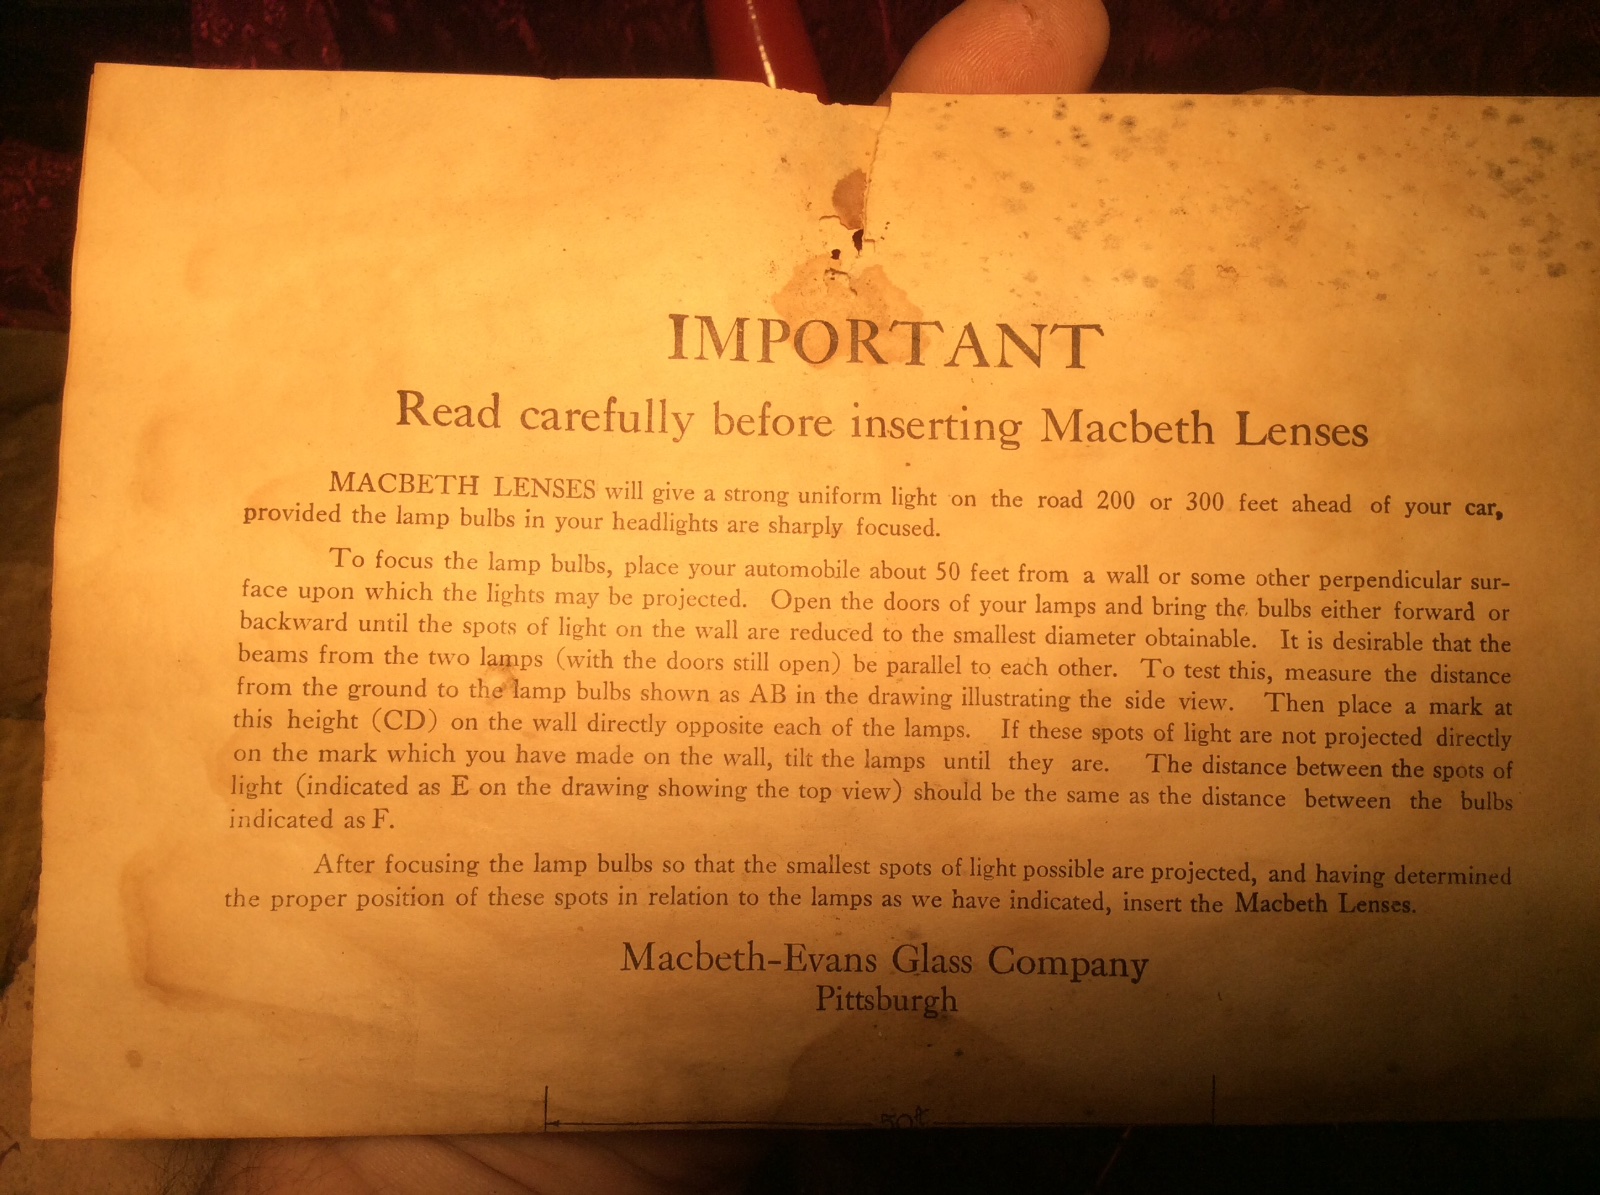 IMPORTANT
Read carefully before inserting Macbeth Lenses
MACBETH LENSES will give a strong uniform light on the road 200 or 300 feet ahead of your car,
provided the lamp bulbs in your headlights are sharply focused.
To focus the lamp bulbs, place your automobile about 50 feet from a wall or some other perpendicular sur-
face upon which the lights may be projected. Open the doors of your lamps and bring the bulbs either forward or
backward until the spots of light on the wall are reduced to the smallest diameter obtainable. It is desirable that the
beams from the two lamps (with the doors still open) be parallel to each other. To test this, measure the distance
from the ground to the lamp bulbs shown as AB in the drawing illustrating the side view. Then place a mark at
this height (CD) on the wall directly opposite each of the lamps. If these spots of light are not projected directly
on the mark which you have made on the wall, tilt the lamps until they are. The distance between the spots of
light (indicated as E on the drawing showing the top view) should be the same as the distance between the bulbs
indicated as F.
After focusing the lamp bulbs so that the smallest spots of light possible are projected, and having determined
the proper position of these spots in relation to the lamps as we have indicated, insert the Macbeth Lenses.
Macbeth-Evans Glass Company
Pittsburgh